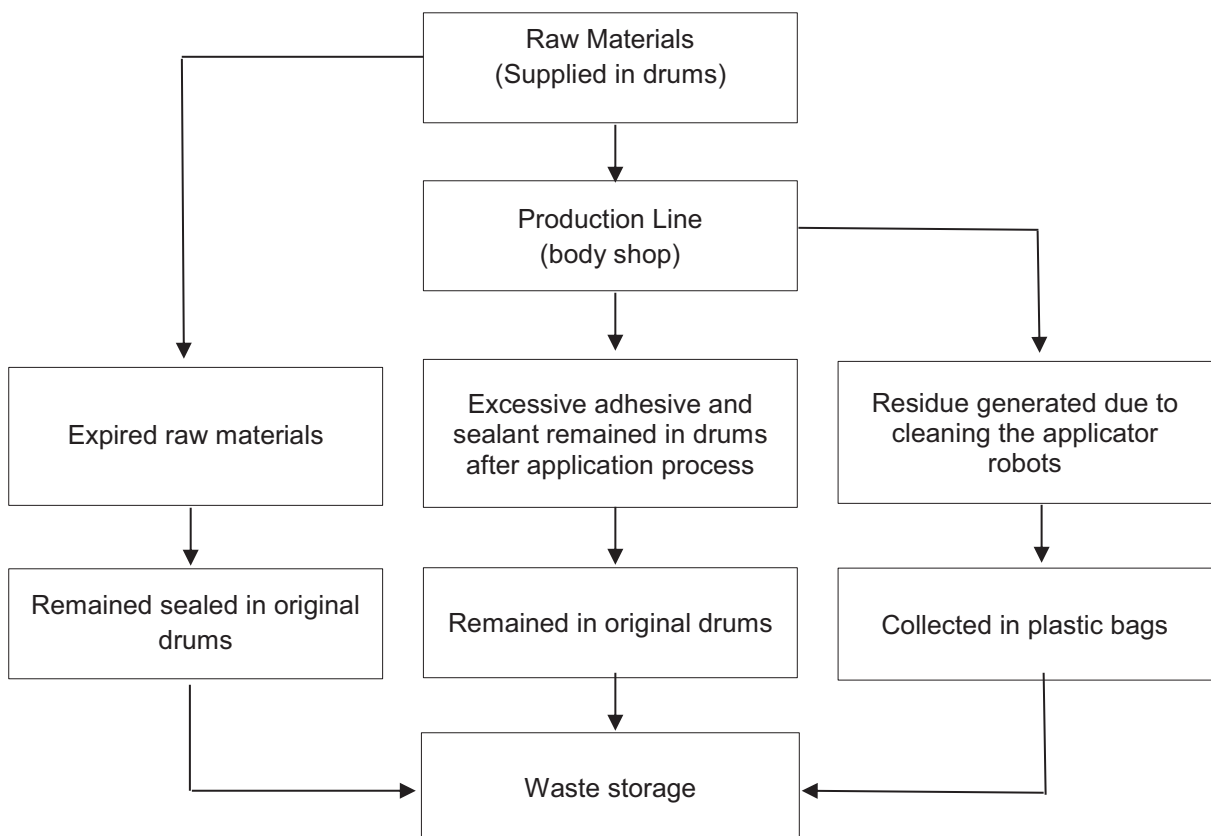 Raw Materials
(Supplied in drums)
Production Line
(body shop)
Expired raw materials
Excessive adhesive and
sealant remained in drums
after application process
Residue generated due to
cleaning the applicator
robots
Remained sealed in original
drums
Remained in original drums
Collected in plastic bags
Waste storage